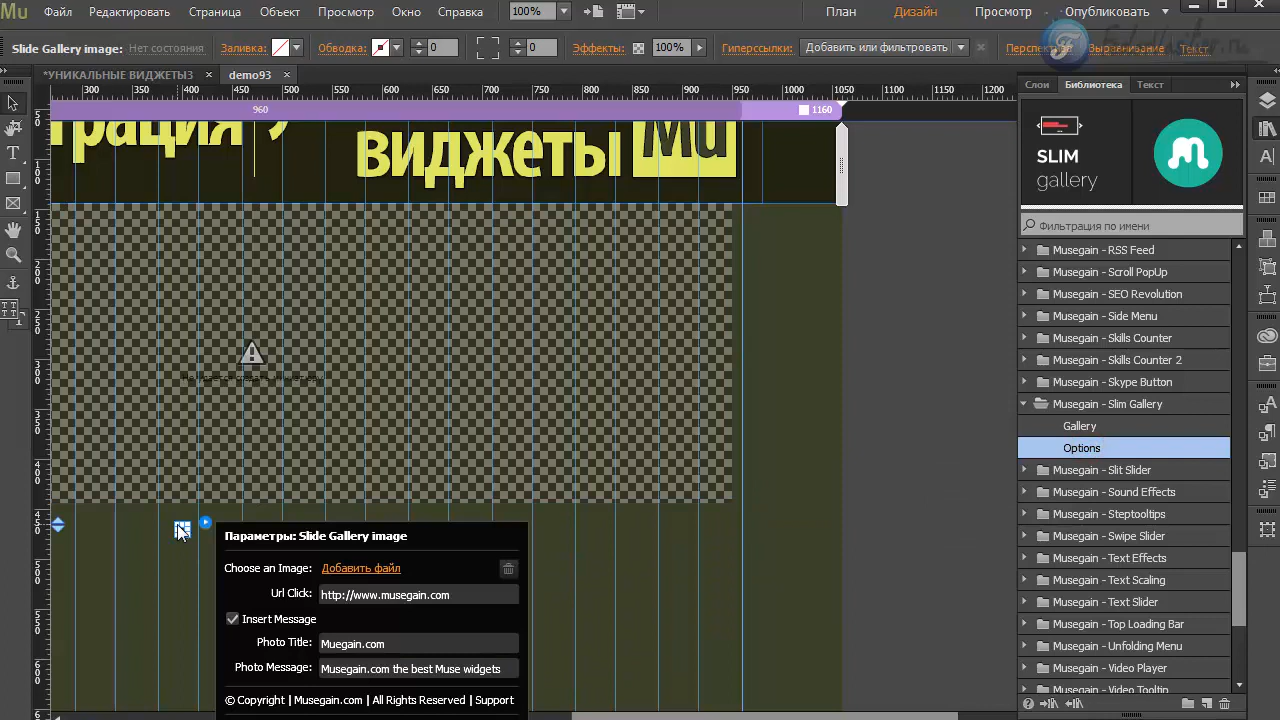 Mu Файл Редактировать Страница Объект Просмотр Окно Справка 100% План Дизайн Просмотр Опубликовать
Slide Gallery image: Нет состояния Заливка: Обводка: 0 0 Эффекты: 100% Гиперссылки: Добавить или фильтровать Выравнивание Текст
*УНИКАЛЬНЫЕ ВИДЖЕТЫ3 × demo93 × Слои Библиотека Текст
300 350 400 450 500 550 600 650 700 750 800 850 900 950 1000 1050 1100 1200
960 1160
виджеты Mu
SLIM
gallery
Фильтрация по имени
Musegain - RSS Feed
Musegain - Scroll PopUp
Musegain - SEO Revolution
Musegain - Side Menu
Musegain - Skills Counter
Musegain - Skills Counter 2
Musegain - Skype Button
Musegain - Slim Gallery
Gallery
Options
Musegain - Slit Slider
Musegain - Sound Effects
Musegain - Steptooltips
Musegain - Swipe Slider
Musegain - Text Effects
Musegain - Text Scaling
Musegain - Text Slider
Musegain - Top Loading Bar
Musegain - Unfolding Menu
Musegain - Video Player
Musegain - Video Tooltip
Параметры: Slide Gallery image
Choose an Image: Добавить файл
Url Click: http://www.musegain.com
Insert Message
Photo Title: Muegain.com
Photo Message: Musegain.com the best Muse widgets
© Copyright | Musegain.com | All Rights Reserved | Support